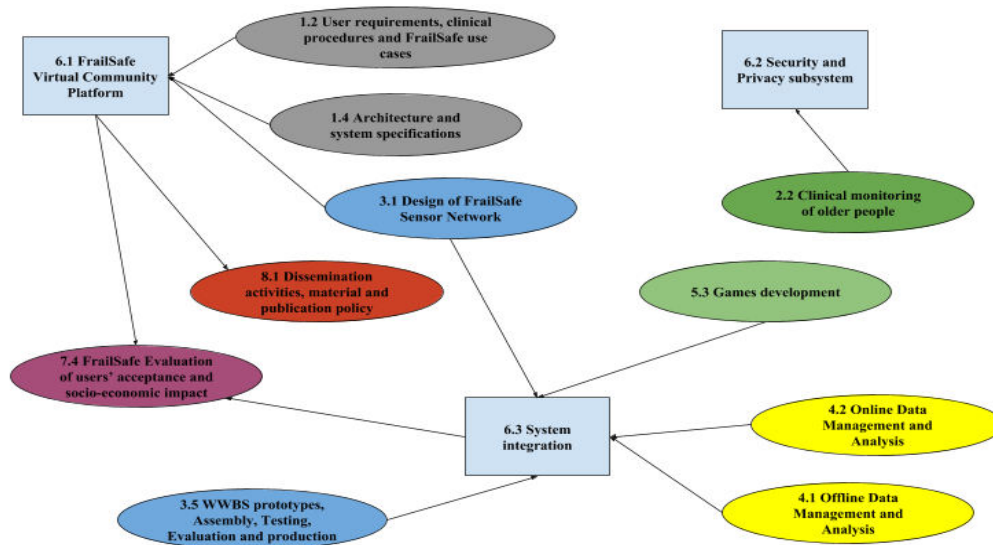 1.2 User requirements, clinical
procedures and FrailSafe use
cases
6.1 FrailSafe
Virtual Community
Platform
6.2 Security and
Privacy subsystem
1.4 Architecture and
system specifications
3.1 Design of FrailSafe
Sensor Network
2.2 Clinical monitoring
of older people
8.1 Dissemination
activities, material and
publication policy
5.3 Games development
7.4 FrailSafe Evaluation
of users’ acceptance and
socio-economic impact
6.3 System
integration
4.2 Online Data
Management and
Analysis
3.5 WWBS prototypes,
Assembly, Testing,
Evaluation and production
4.1 Offline Data
Management and
Analysis